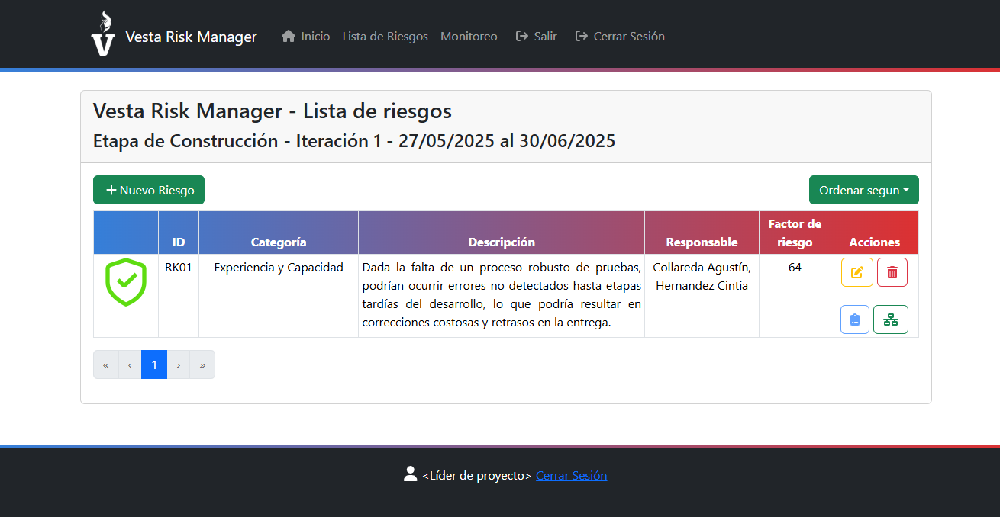 V Vesta Risk Manager Inicio Lista de Riesgos Monitoreo Salir Cerrar Sesión
Vesta Risk Manager - Lista de riesgos
Etapa de Construcción - Iteración 1 - 27/05/2025 al 30/06/2025
+ Nuevo Riesgo
Ordenar segun
ID
Categoría
Descripción
Responsable
Factor de
riesgo
Acciones
RK01
Experiencia y Capacidad
Dada la falta de un proceso robusto de pruebas,
podrían ocurrir errores no detectados hasta etapas
tardías del desarrollo, lo que podría resultar en
correcciones costosas y retrasos en la entrega.
Collareda Agustín,
Hernandez Cintia
64
« ‹ 1 › »
<Líder de proyecto> Cerrar Sesión